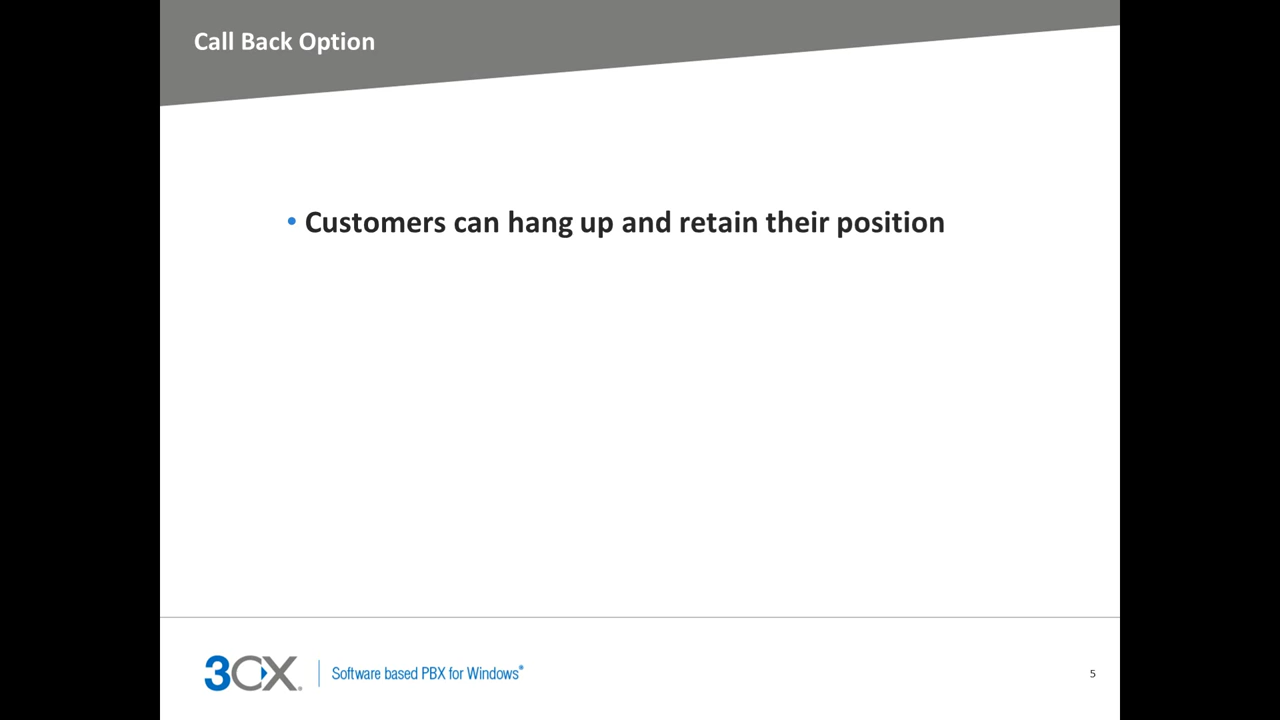 Call Back Option
• Customers can hang up and retain their position
3CX® Software based PBX for Windows®
5